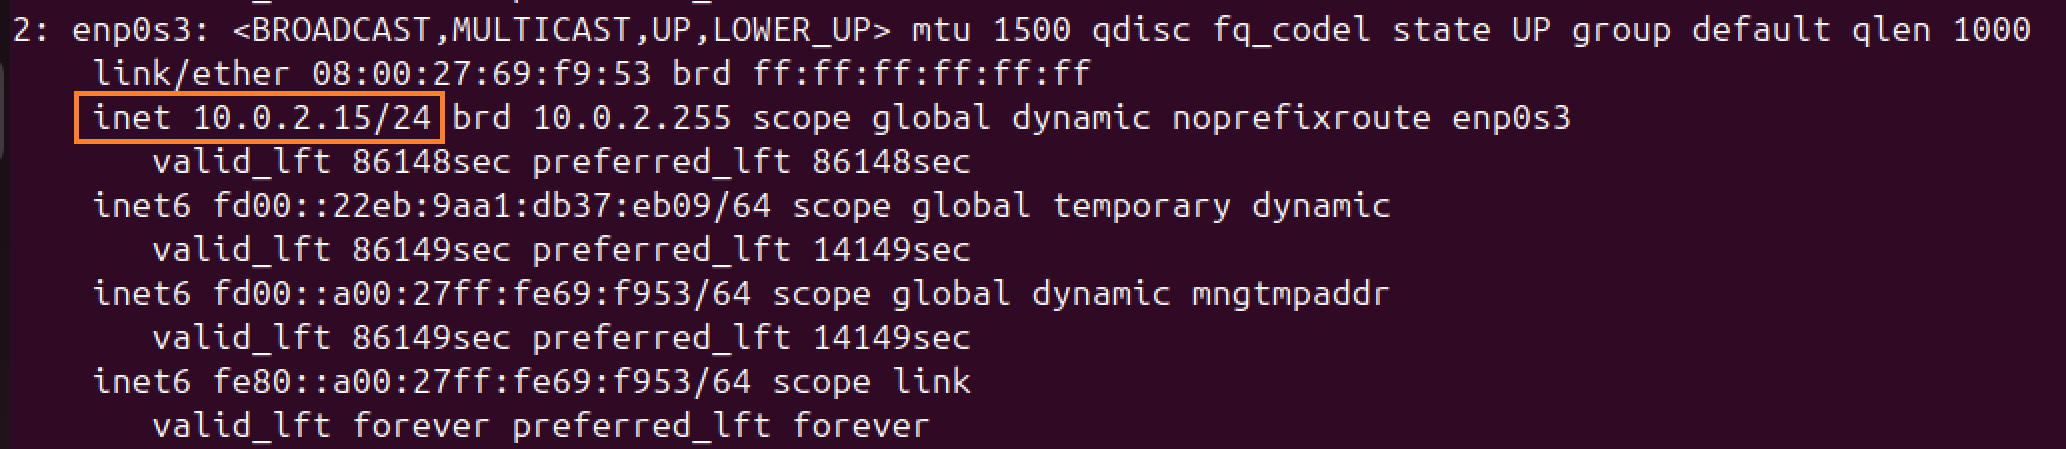 2: enp0s3: <BROADCAST,MULTICAST,UP,LOWER_UP> mtu 1500 qdisc fq_codel state UP group default qlen 1000
link/ether 08:00:27:69:f9:53 brd ff:ff:ff:ff:ff:ff
inet 10.0.2.15/24 brd 10.0.2.255 scope global dynamic noprefixroute enp0s3
valid_lft 86148sec preferred_lft 86148sec
inet6 fd00::22eb:9aa1:db37:eb09/64 scope global temporary dynamic
valid_lft 86149sec preferred_lft 14149sec
inet6 fd00::a00:27ff:fe69:f953/64 scope global dynamic mngtmpaddr
valid_lft 86149sec preferred_lft 14149sec
inet6 fe80::a00:27ff:fe69:f953/64 scope link
valid_lft forever preferred_lft forever